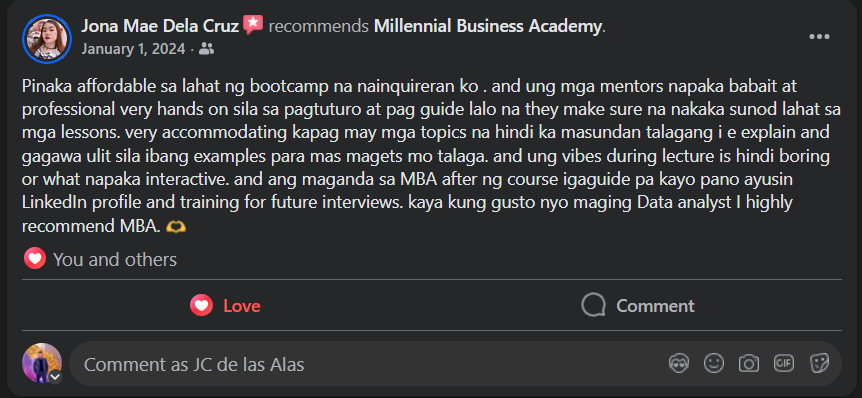 Jona Mae Dela Cruz recommends Millennial Business Academy.
January 1, 2024 ·
Pinaka affordable sa lahat ng bootcamp na nainquireran ko . and ung mga mentors napaka babait at
professional very hands on sila sa pagtuturo at pag guide lalo na they make sure na nakaka sunod lahat sa
mga lessons. very accommodating kapag may mga topics na hindi ka masundan talagang i e explain and
gagawa ulit sila ibang examples para mas magets mo talaga. and ung vibes during lecture is hindi boring
or what napaka interactive. and ang maganda sa MBA after ng course igaguide pa kayo pano ayusin
LinkedIn profile and training for future interviews. kaya kung gusto nyo maging Data analyst I highly
recommend MBA. 🫶
You and others
Love
Comment
Comment as JC de las Alas
GIF